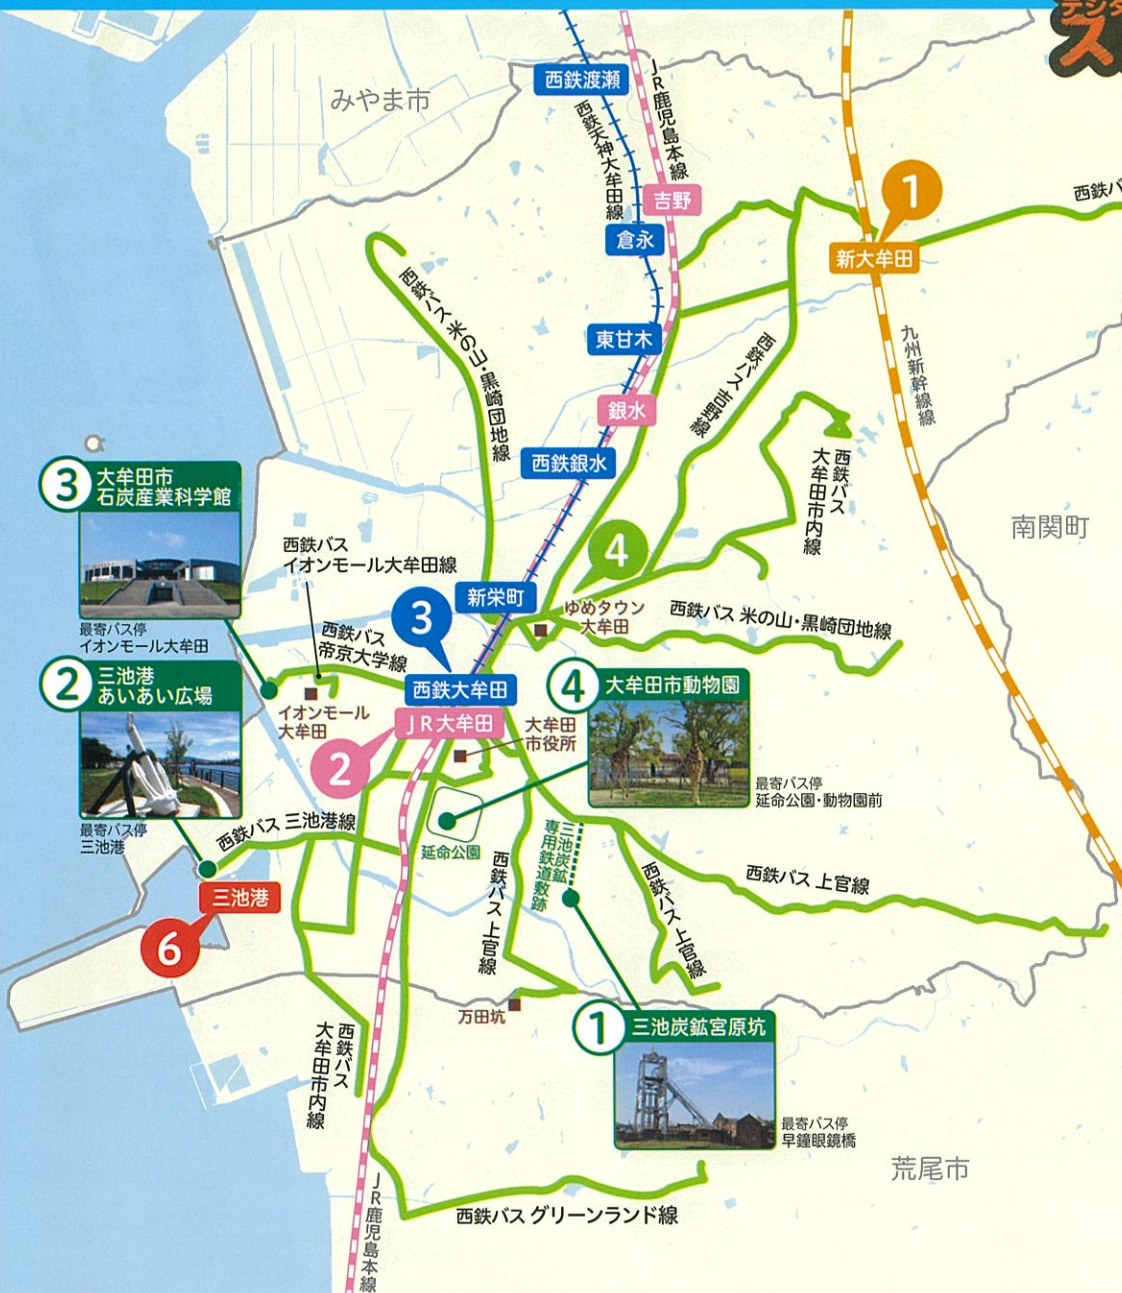 デジタ
ス
みやま市
西鉄渡瀬
西鉄天神大牟田線
JR鹿児島本線
吉野
倉永
1
西鉄バ
新大牟田
九州新幹線線
西鉄バス 米の山・黒崎団地線
東甘木
銀水
西鉄銀水
西鉄バス 吉野線
西鉄バス
大牟田市内線
南関町
3
大牟田市
石炭産業科学館
最寄バス停
イオンモール大牟田
西鉄バス
イオンモール大牟田線
4
新栄町
ゆめタウン
大牟田
西鉄バス 米の山・黒崎団地線
3
西鉄バス
帝京大学線
2
三池港
あいあい広場
最寄バス停
三池港
イオンモール
大牟田
西鉄大牟田
JR大牟田
2
大牟田
市役所
4
大牟田市動物園
最寄バス停
延命公園・動物園前
西鉄バス 三池港線
延命公園
三池炭鉱
専用鉄道敷跡
三池港
6
西鉄バス 上官線
西鉄バス 上官線
西鉄バス 上官線
万田坑
1
三池炭鉱宮原坑
最寄バス停
早鐘眼鏡橋
西鉄バス
大牟田市内線
荒尾市
西鉄バス グリーンランド線
JR鹿児島本線